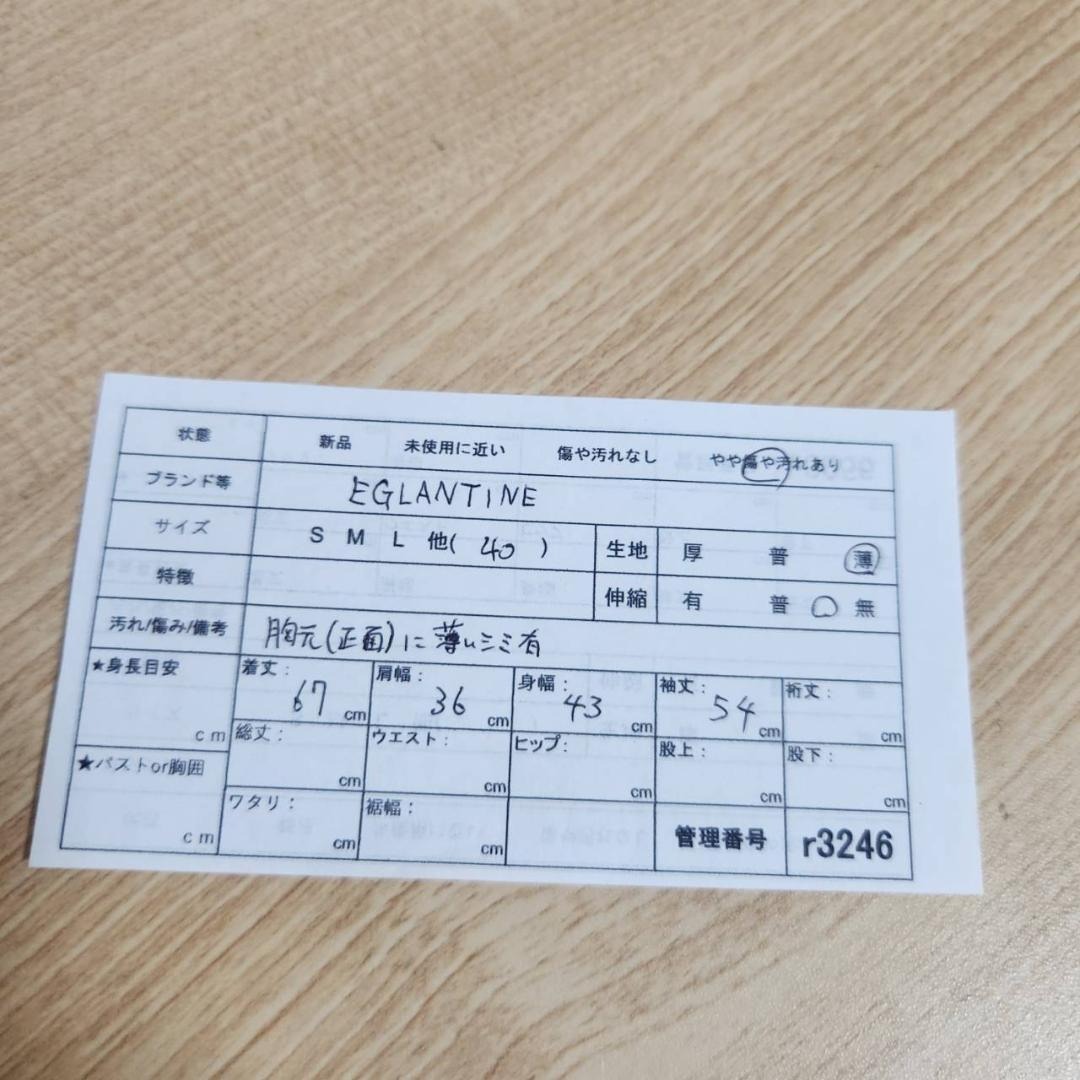 状態 新品 未使用に近い 傷や汚れなし やや傷や汚れあり
ブランド等 EGLANTINE
サイズ S M L 他( 40 ) 生地 厚 普 薄
特徴 伸縮 有 普 無
汚れ/傷み/備考 胸元(正面)に薄いシミ有
★身長目安 cm 着丈: 67 cm 肩幅: 36 cm 身幅: 43 cm 袖丈: 54 cm 裄丈: cm
総丈: cm ウエスト: cm ヒップ: cm 股上: cm 股下: cm
★バストor胸囲 cm ワタリ: cm 裾幅: cm 管理番号 r3246